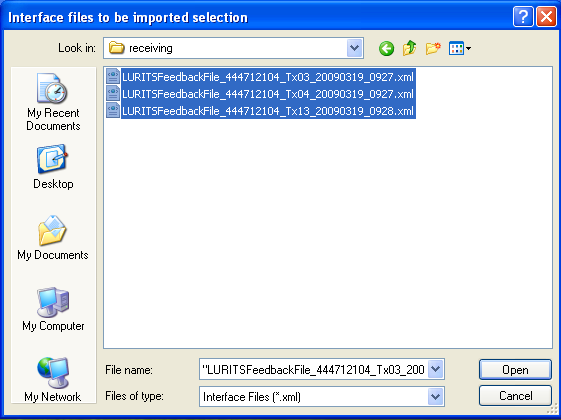 Interface files to be imported selection
Look in: receiving
LURITSFeedbackFile_444712104_Tx03_20090319_0927.xml
LURITSFeedbackFile_444712104_Tx04_20090319_0927.xml
LURITSFeedbackFile_444712104_Tx13_20090319_0928.xml
My Recent
Documents
Desktop
My Documents
My Computer
My Network
File name: "LURITSFeedbackFile_444712104_Tx03_200 Open
Files of type: Interface Files (*.xml) Cancel